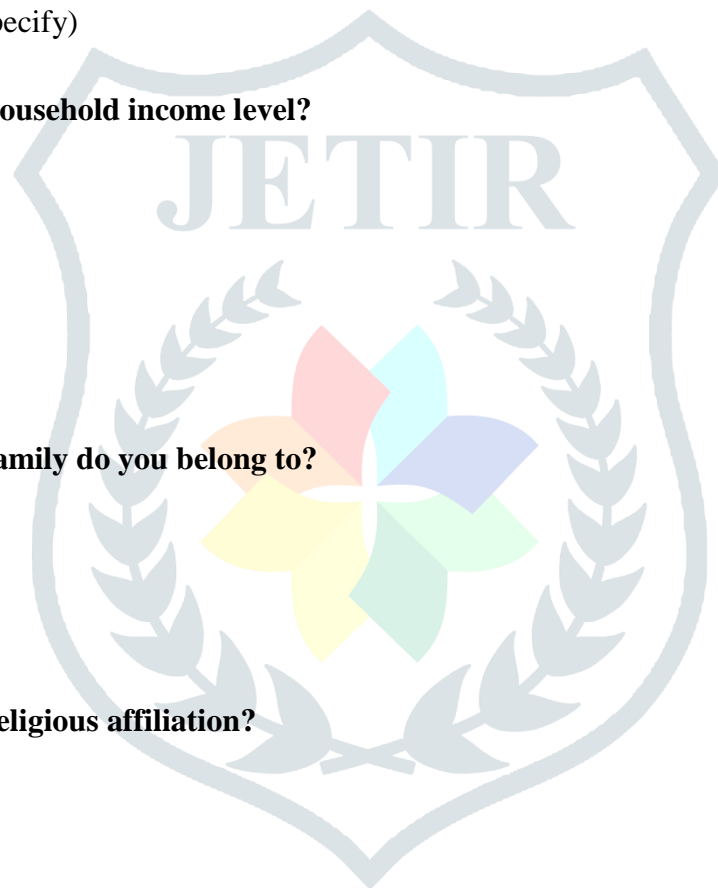 pecify)
ousehold income level?
JETIR
amily do you belong to?
eligious affiliation?